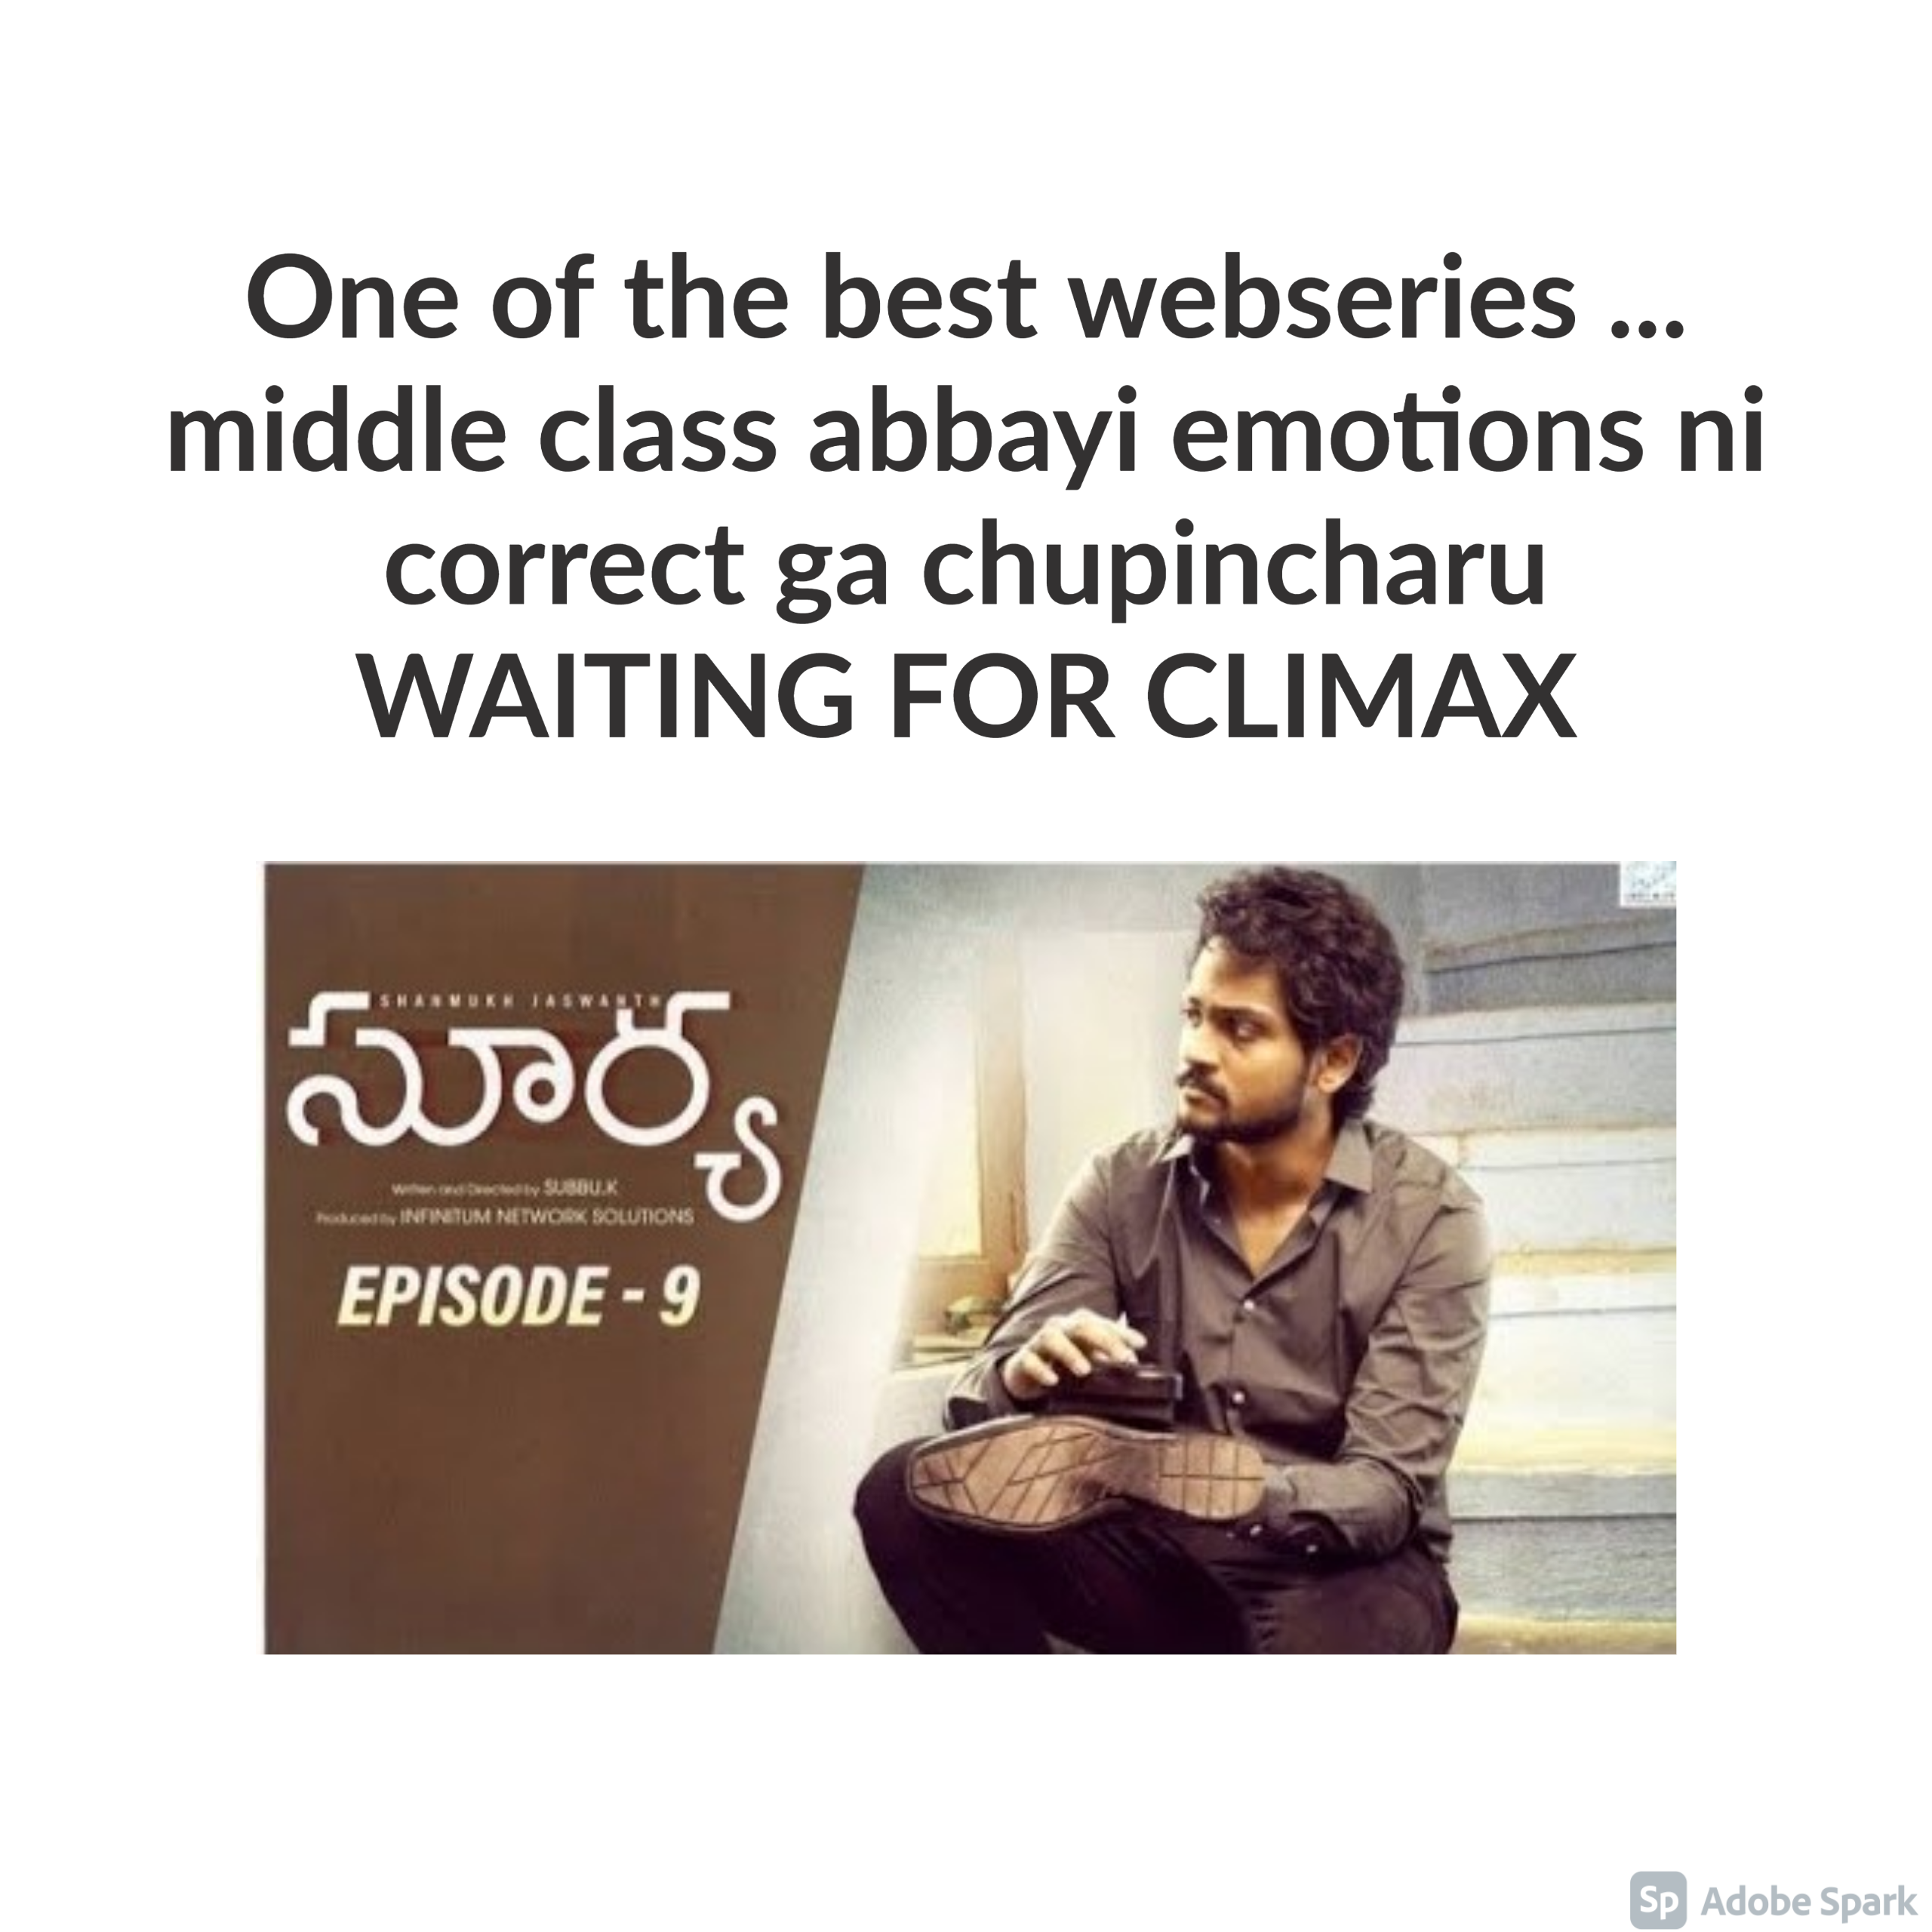 One of the best webseries ...
middle class abbayi emotions ni
correct ga chupincharu
WAITING FOR CLIMAX
SHANMUKH JASWANTH
సూర్య
Written and Directed by SUBBU.K
Produced by INFINITUM NETWORK SOLUTIONS
EPISODE - 9
Sp Adobe Spark